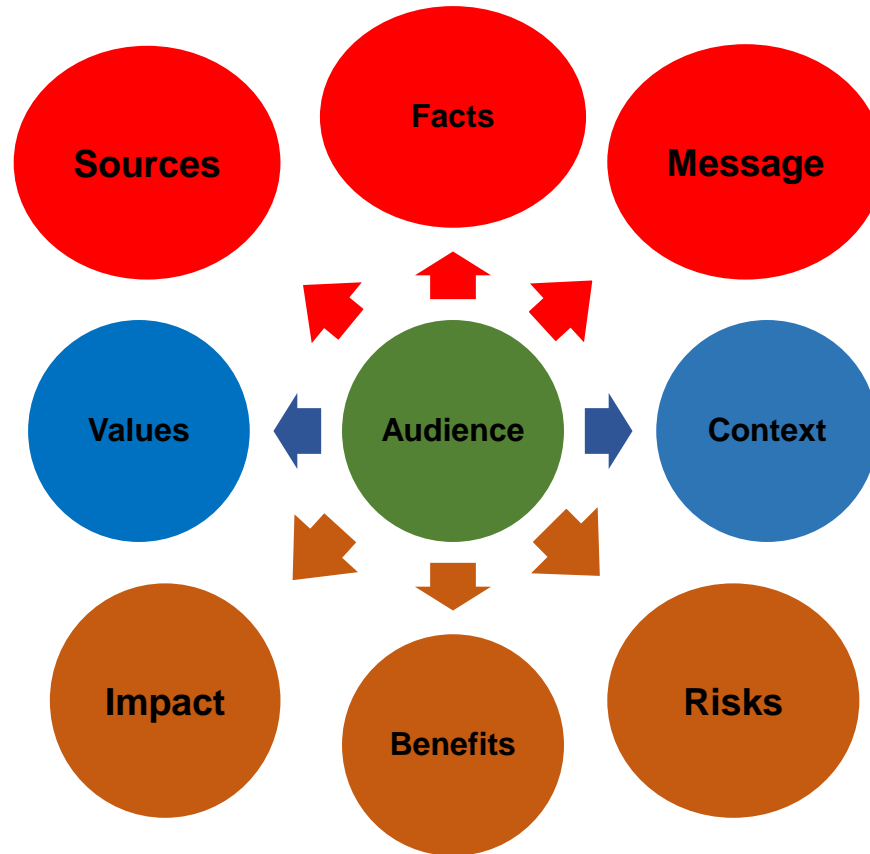 Facts
Sources
Message
Values
Audience
Context
Impact
Benefits
Risks